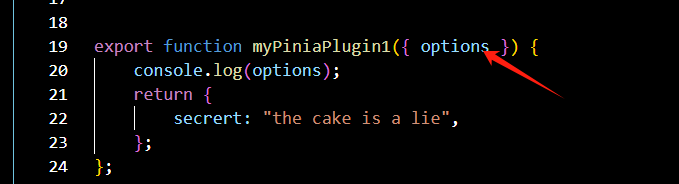 18
19 export function myPiniaPlugin1({ options }) {
20     console.log(options);
21     return {
22         secrert: "the cake is a lie",
23     };
24 };